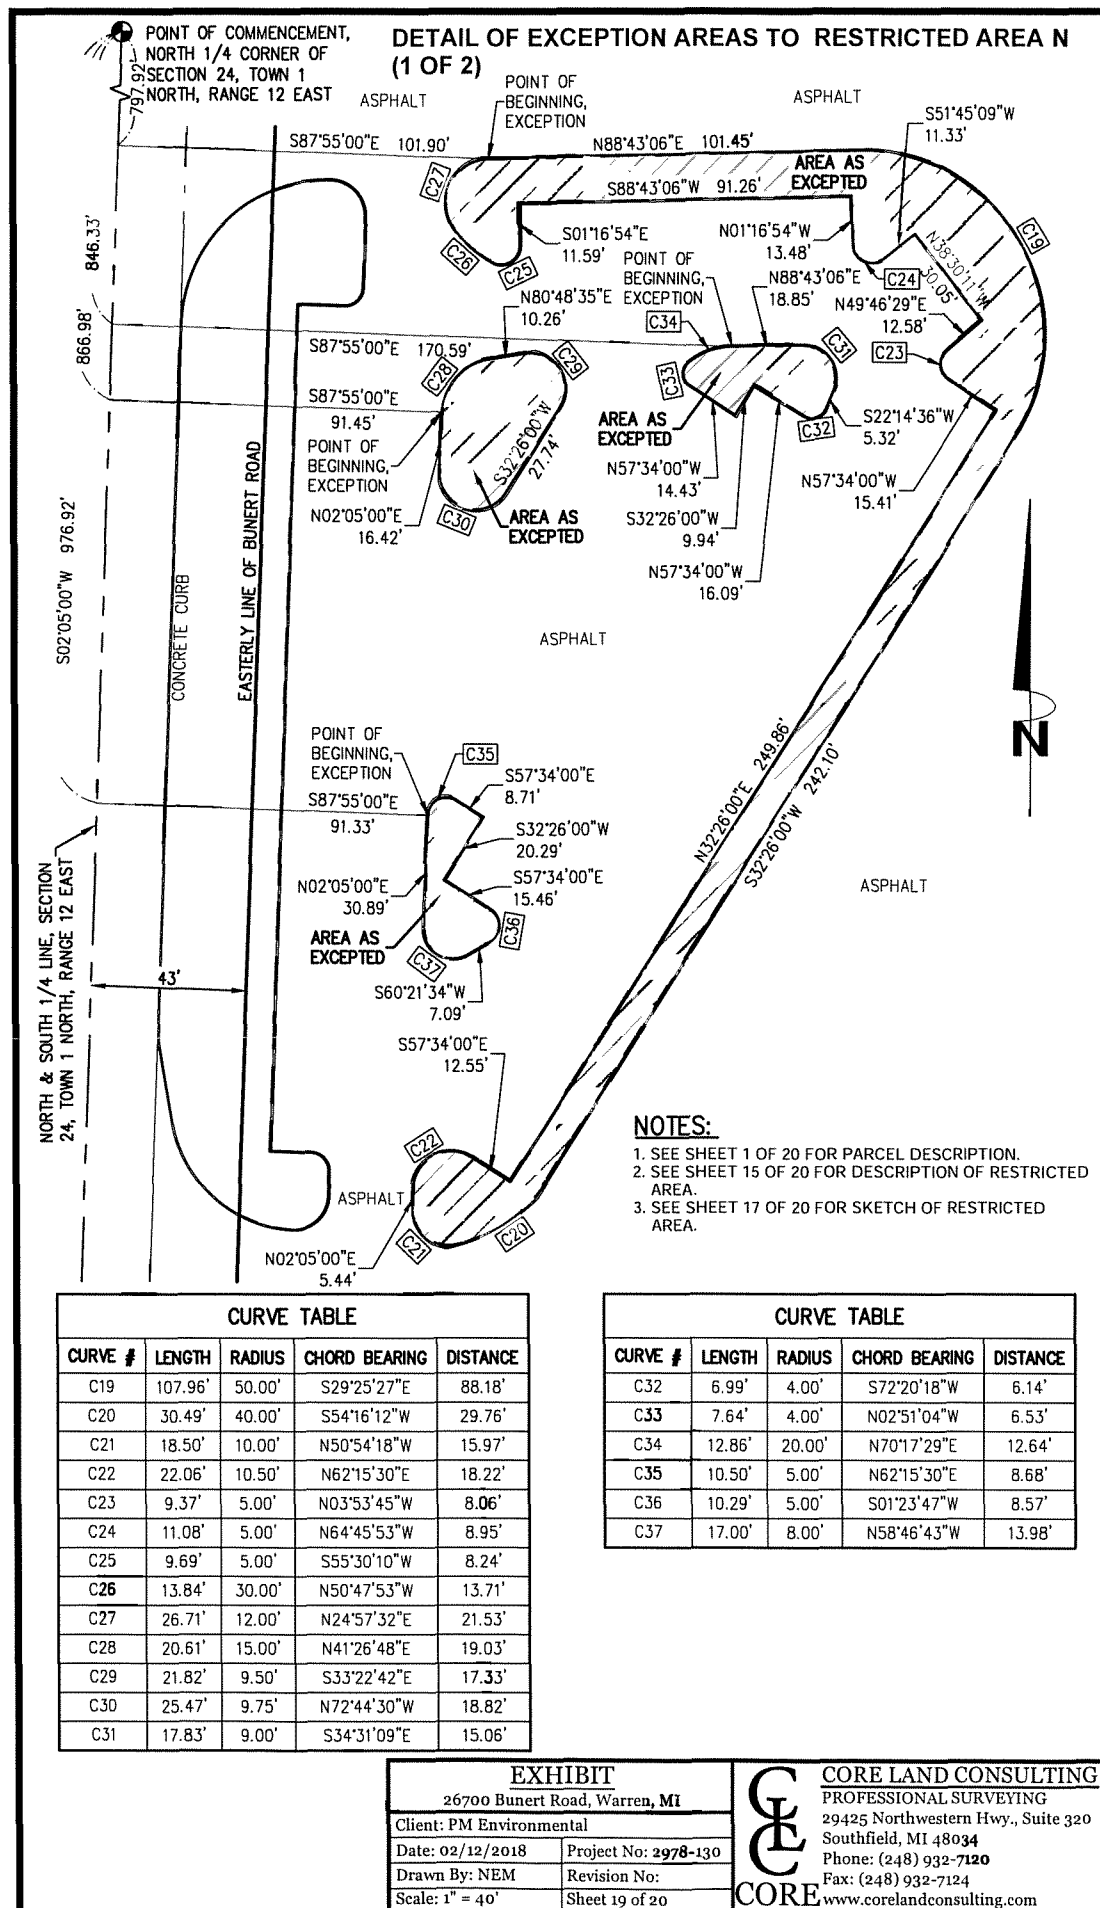 DETAIL OF EXCEPTION AREAS TO RESTRICTED AREA N
(1 OF 2)
POINT OF COMMENCEMENT,
NORTH 1/4 CORNER OF
SECTION 24, TOWN 1
NORTH, RANGE 12 EAST
797.92'
ASPHALT
POINT OF
BEGINNING,
EXCEPTION
ASPHALT
S51°45'09"W
11.33'
S87°55'00"E 101.90'
N88°43'06"E 101.45'
AREA AS
EXCEPTED
C27
S88°43'06"W 91.26'
C19
846.33'
S01°16'54"E
11.59'
N01°16'54"W
13.48'
C26
C25
C24
N38°30'11"W
30.05'
POINT OF
BEGINNING,
EXCEPTION
N88°43'06"E
18.85'
N80°48'35"E
10.26'
N49°46'29"E
12.58'
866.98'
C34
C31
C23
S87°55'00"E 170.59'
C28
C29
C33
S87°55'00"E
91.45'
AREA AS
EXCEPTED
C32
S22°14'36"W
5.32'
POINT OF
BEGINNING,
EXCEPTION
S32°26'00"W
27.74'
N57°34'00"W
14.43'
N57°34'00"W
15.41'
N02°05'00"E
16.42'
C30
AREA AS
EXCEPTED
S32°26'00"W
9.94'
N57°34'00"W
16.09'
S02°05'00"W 976.92'
CONCRETE CURB
EASTERLY LINE OF BUNERT ROAD
ASPHALT
N
POINT OF
BEGINNING,
EXCEPTION
C35
S57°34'00"E
8.71'
S87°55'00"E
91.33'
S32°26'00"W
20.29'
N32°26'00"E 249.86'
S32°26'00"W 242.10'
S57°34'00"E
15.46'
N02°05'00"E
30.89'
ASPHALT
AREA AS
EXCEPTED
C36
C37
S60°21'34"W
7.09'
43'
NORTH & SOUTH 1/4 LINE, SECTION
24, TOWN 1 NORTH, RANGE 12 EAST
S57°34'00"E
12.55'
C22
ASPHALT
C20
C21
N02°05'00"E
5.44'
NOTES:
1. SEE SHEET 1 OF 20 FOR PARCEL DESCRIPTION.
2. SEE SHEET 15 OF 20 FOR DESCRIPTION OF RESTRICTED
AREA.
3. SEE SHEET 17 OF 20 FOR SKETCH OF RESTRICTED
AREA.
CURVE TABLE
CURVE # LENGTH RADIUS CHORD BEARING DISTANCE
C19 107.96' 50.00' S29°25'27"E 88.18'
C20 30.49' 40.00' S54°16'12"W 29.76'
C21 18.50' 10.00' N50°54'18"W 15.97'
C22 22.06' 10.50' N62°15'30"E 18.22'
C23 9.37' 5.00' N03°53'45"W 8.06'
C24 11.08' 5.00' N64°45'53"W 8.95'
C25 9.69' 5.00' S55°30'10"W 8.24'
C26 13.84' 30.00' N50°47'53"W 13.71'
C27 26.71' 12.00' N24°57'32"E 21.53'
C28 20.61' 15.00' N41°26'48"E 19.03'
C29 21.82' 9.50' S33°22'42"E 17.33'
C30 25.47' 9.75' N72°44'30"W 18.82'
C31 17.83' 9.00' S34°31'09"E 15.06'
CURVE TABLE
CURVE # LENGTH RADIUS CHORD BEARING DISTANCE
C32 6.99' 4.00' S72°20'18"W 6.14'
C33 7.64' 4.00' N02°51'04"W 6.53'
C34 12.86' 20.00' N70°17'29"E 12.64'
C35 10.50' 5.00' N62°15'30"E 8.68'
C36 10.29' 5.00' S01°23'47"W 8.57'
C37 17.00' 8.00' N58°46'43"W 13.98'
EXHIBIT
26700 Bunert Road, Warren, MI
Client: PM Environmental
Date: 02/12/2018 Project No: 2978-130
Drawn By: NEM Revision No:
Scale: 1" = 40' Sheet 19 of 20
CLC
CORE
CORE LAND CONSULTING
PROFESSIONAL SURVEYING
29425 Northwestern Hwy., Suite 320
Southfield, MI 48034
Phone: (248) 932-7120
Fax: (248) 932-7124
www.corelandconsulting.com